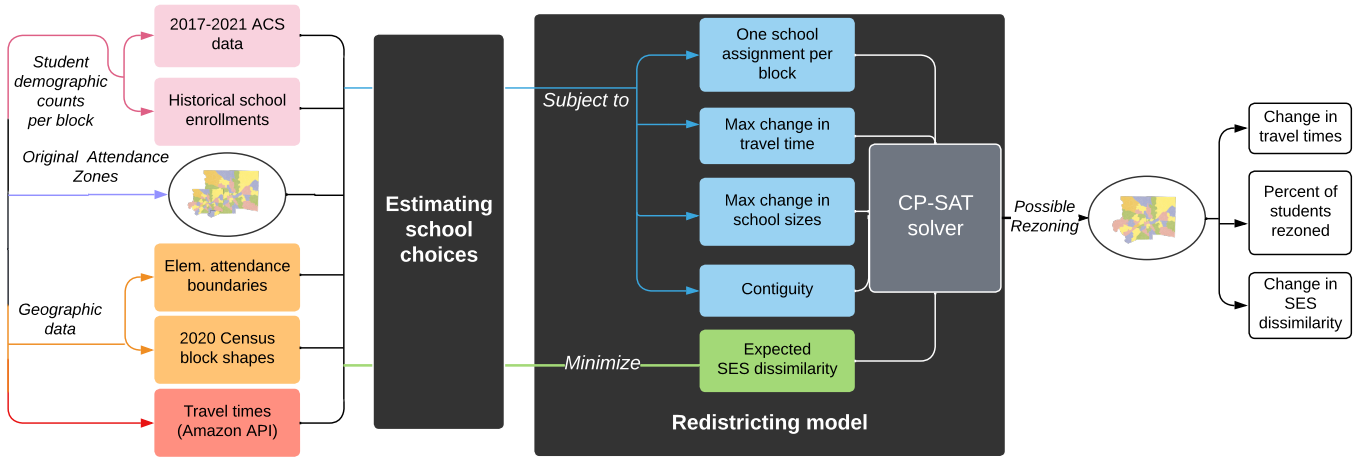 2017-2021 ACS
data
Student
demographic
counts
per block
Historical school
enrollments
Original Attendance
Zones
Elem. attendance
boundaries
Geographic
data
2020 Census
block shapes
Travel times
(Amazon API)
Estimating
school
choices
Subject to
One school
assignment per
block
Max change in
travel time
Max change in
school sizes
Contiguity
Minimize
Expected
SES dissimilarity
Redistricting model
CP-SAT
solver
Possible
Rezoning
Change in
travel times
Percent of
students
rezoned
Change in
SES
dissimilarity